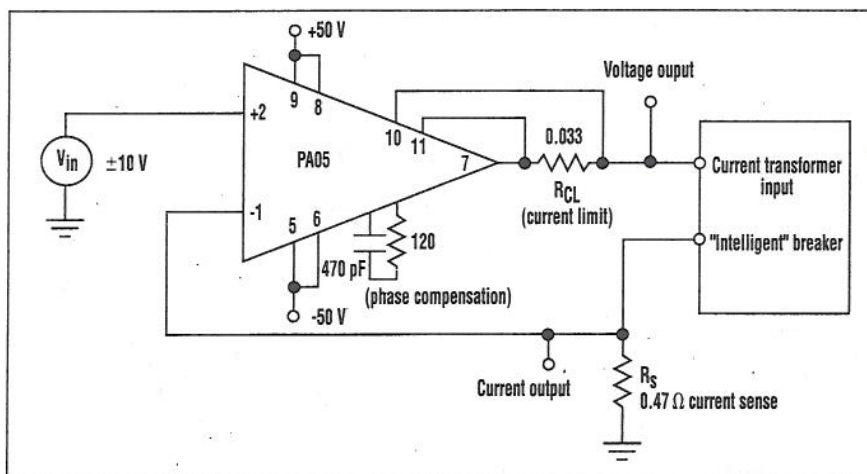 +50 V
Voltage ouput
9
8
+2
10
11
0.033
Vin
±10 V
PA05
7
Current transformer
input
RCL
(current limit)
-1
5
6
120
"Intelligent" breaker
470 pF
(phase compensation)
-50 V
Current output
RS
0.47 Ω current sense